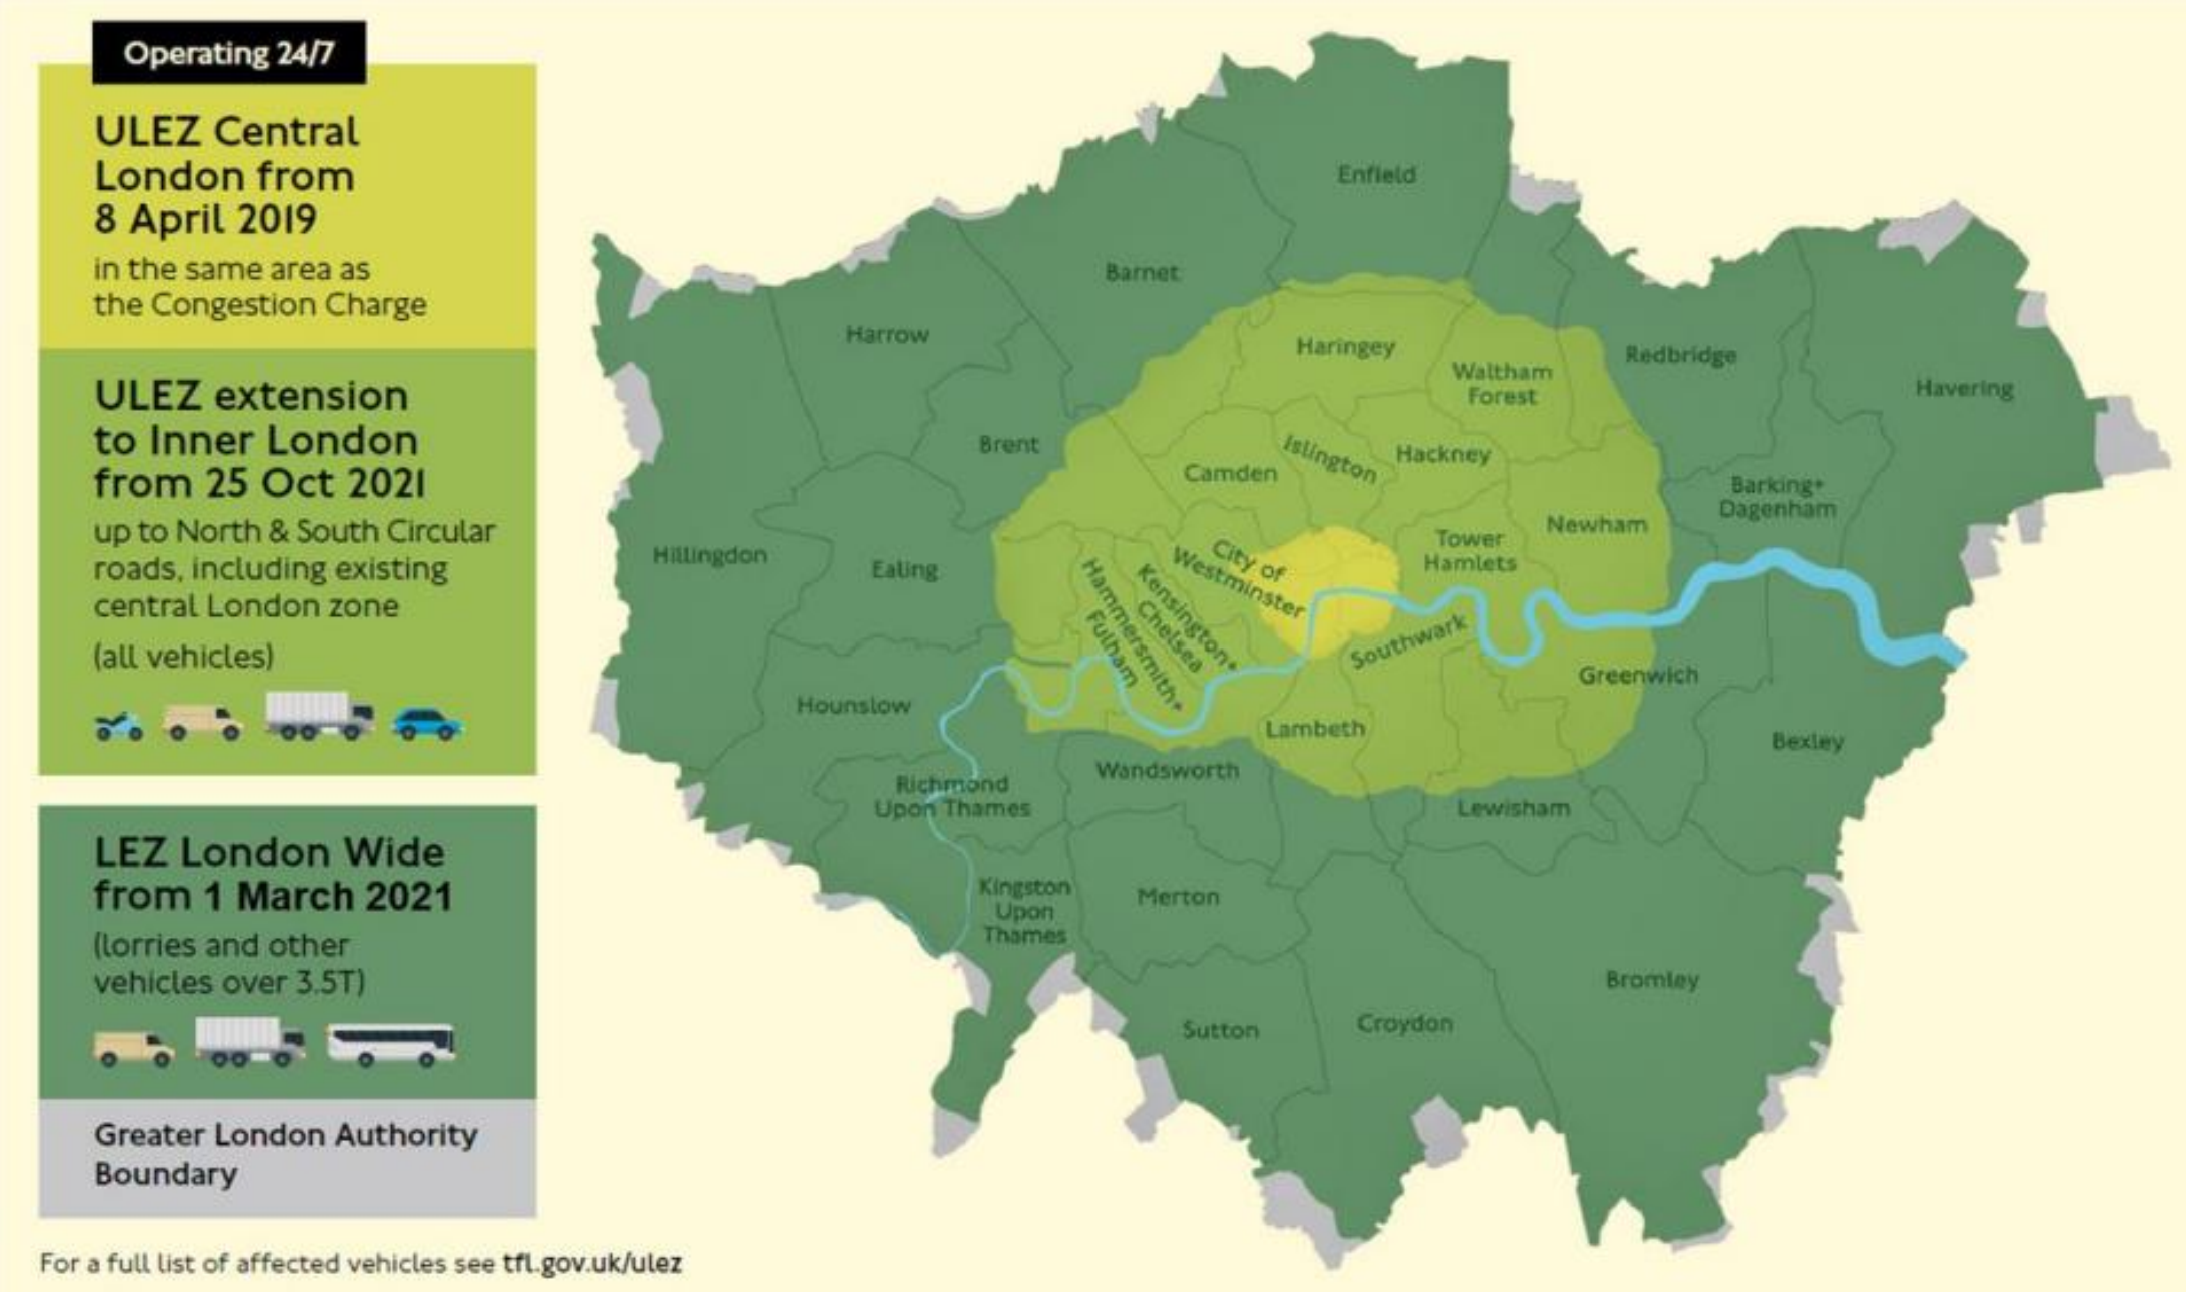 Operating 24/7
ULEZ Central
London from
8 April 2019
in the same area as
the Congestion Charge
ULEZ extension
to Inner London
from 25 Oct 2021
up to North & South Circular
roads, including existing
central London zone
(all vehicles)
LEZ London Wide
from 1 March 2021
(lorries and other
vehicles over 3.5T)
Greater London Authority
Boundary
For a full list of affected vehicles see tfl.gov.uk/ulez
Enfield
Barnet
Harrow
Haringey
Waltham
Forest
Redbridge
Havering
Brent
Camden
Islington
Hackney
Barking+
Dagenham
Newham
Hillingdon
Ealing
City of
Westminster
Tower
Hamlets
Kensington+
Chelsea
Hammersmith+
Fulham
Southwark
Greenwich
Hounslow
Lambeth
Bexley
Richmond
Upon Thames
Wandsworth
Lewisham
Kingston
Upon
Thames
Merton
Bromley
Sutton
Croydon